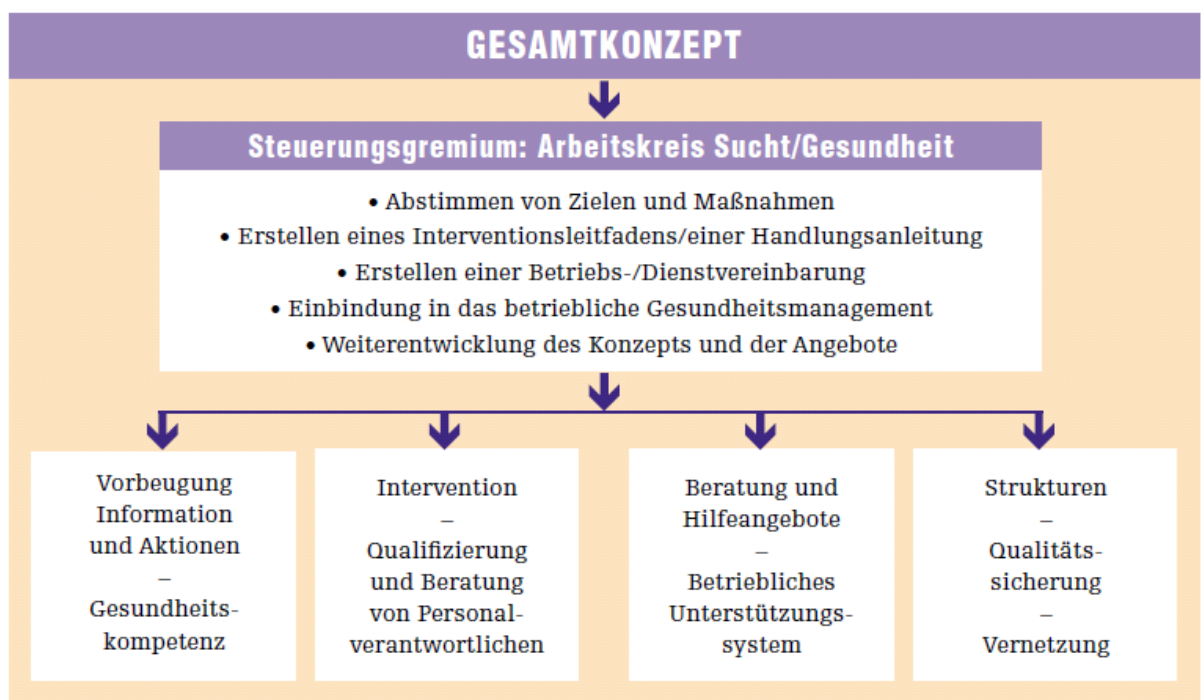 GESAMTKONZEPT
Steuerungsgremium: Arbeitskreis Sucht/Gesundheit
• Abstimmen von Zielen und Maßnahmen
• Erstellen eines Interventionsleitfadens/einer Handlungsanleitung
• Erstellen einer Betriebs-/Dienstvereinbarung
• Einbindung in das betriebliche Gesundheitsmanagement
• Weiterentwicklung des Konzepts und der Angebote
Vorbeugung
Information
und Aktionen
–
Gesundheits-
kompetenz
Intervention
–
Qualifizierung
und Beratung
von Personal-
verantwortlichen
Beratung und
Hilfeangebote
–
Betriebliches
Unterstützungs-
system
Strukturen
–
Qualitäts-
sicherung
–
Vernetzung